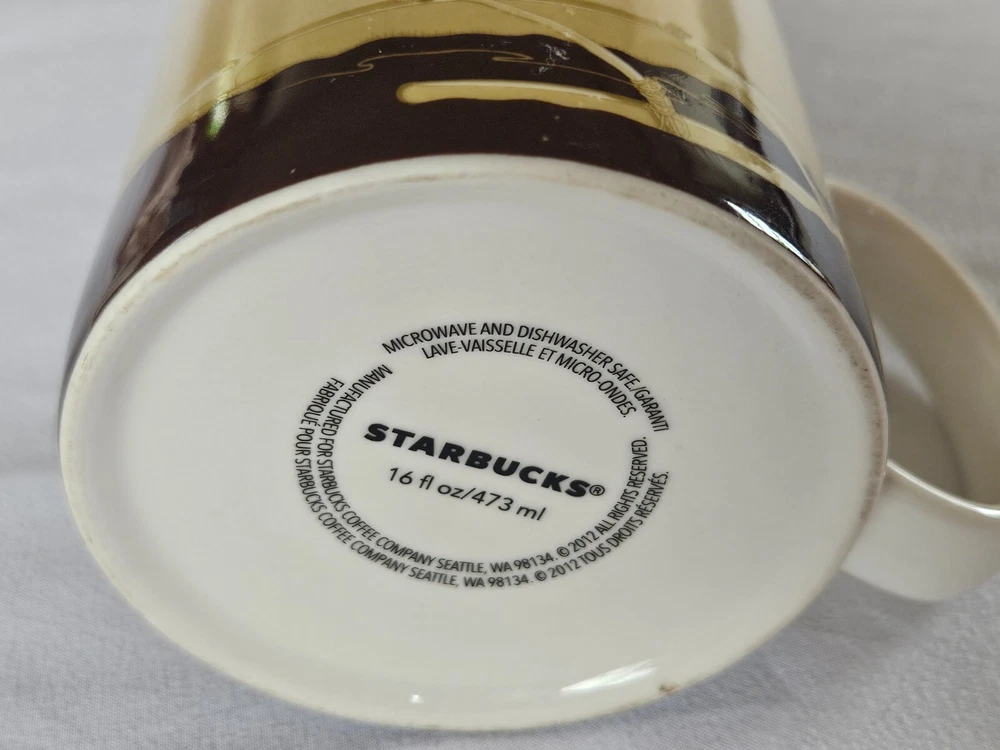 MICROWAVE AND DISHWASHER SAFE/GARANTI
LAVE-VAISSELLE ET MICRO-ONDES.
STARBUCKS®
16 fl oz/473 ml
MANUFACTURED FOR STARBUCKS COFFEE COMPANY SEATTLE, WA 98134. © 2012 ALL RIGHTS RESERVED.
FABRIQUÉ POUR STARBUCKS COFFEE COMPANY SEATTLE, WA 98134. © 2012 TOUS DROITS RÉSERVÉS.